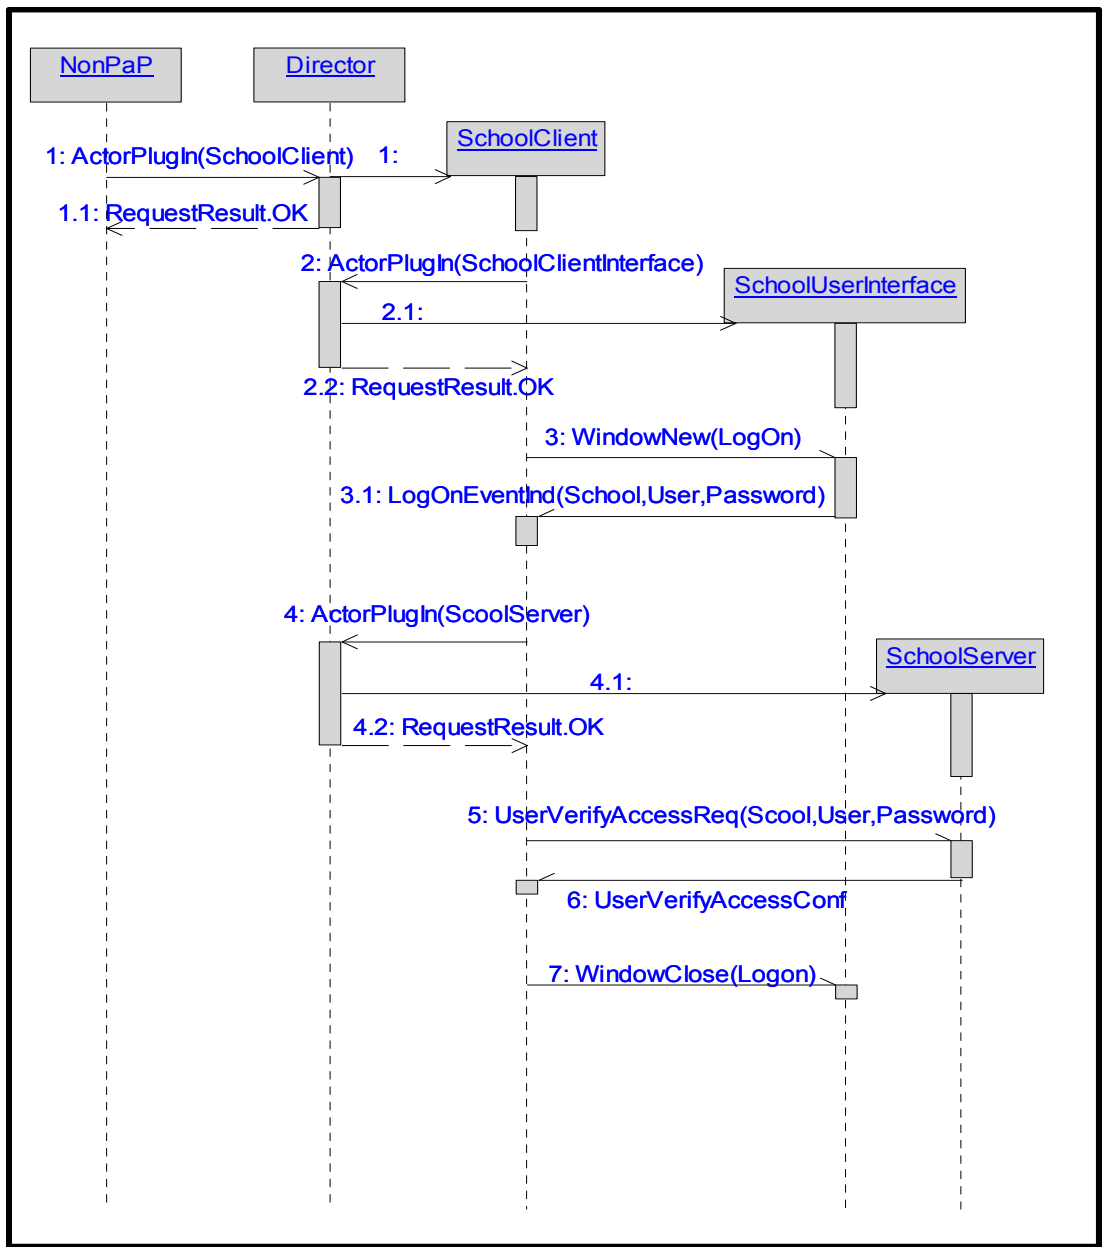 NonPaP
Director
SchoolClient
1: ActorPlugIn(SchoolClient)
1:
1.1: RequestResult.OK
2: ActorPlugIn(SchoolClientInterface)
SchoolUserInterface
2.1:
2.2: RequestResult.OK
3: WindowNew(LogOn)
3.1: LogOnEventInd(School,User,Password)
4: ActorPlugIn(ScoolServer)
SchoolServer
4.1:
4.2: RequestResult.OK
5: UserVerifyAccessReq(Scool,User,Password)
6: UserVerifyAccessConf
7: WindowClose(Logon)